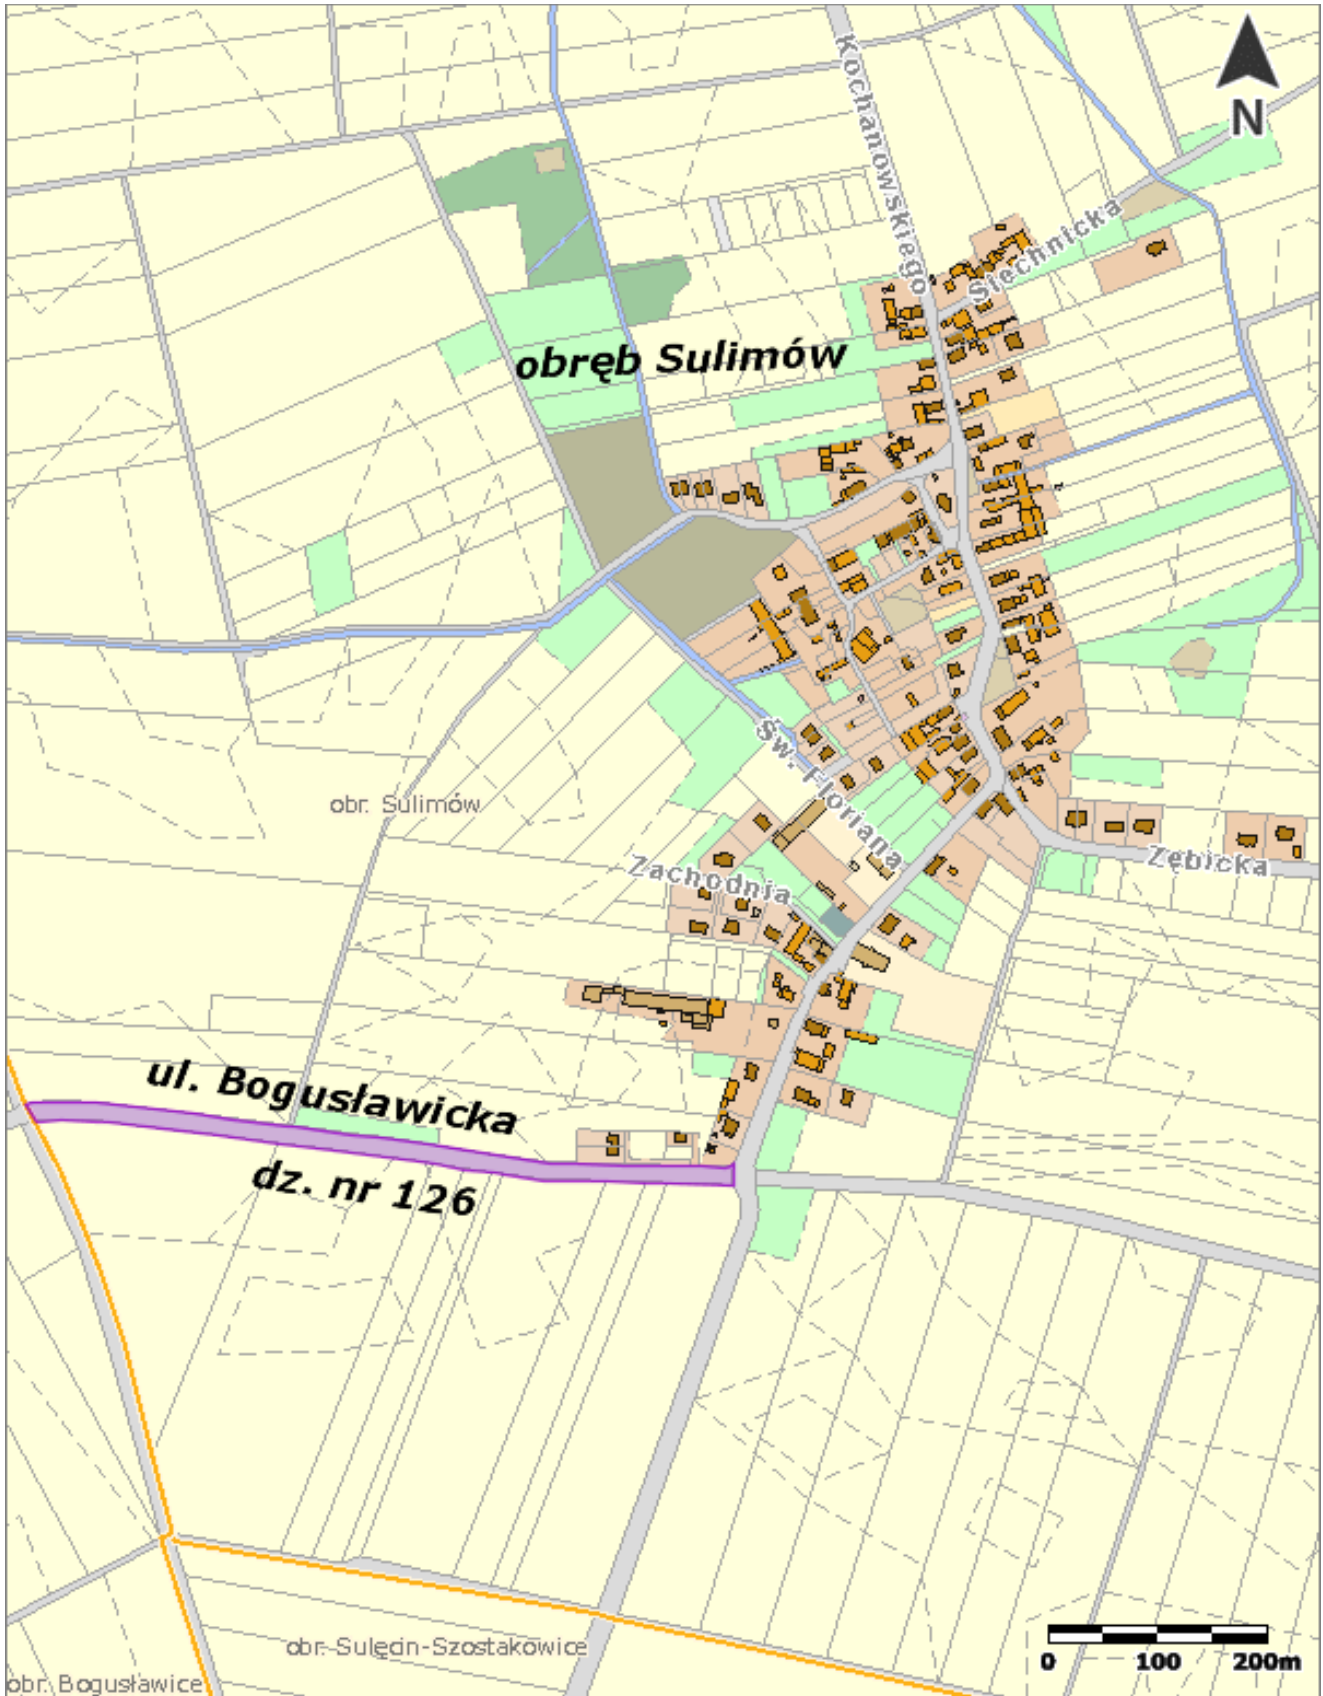 Kochanowskiego
N
Siechnicka
obręb Sulimów
Św. Floriana
obr. Sulimów
Zębicka
Zachodnia
ul. Bogusławicka
dz. nr 126
obr. Sulęcin-Szostakowice
obr. Bogusławice
0 100 200m